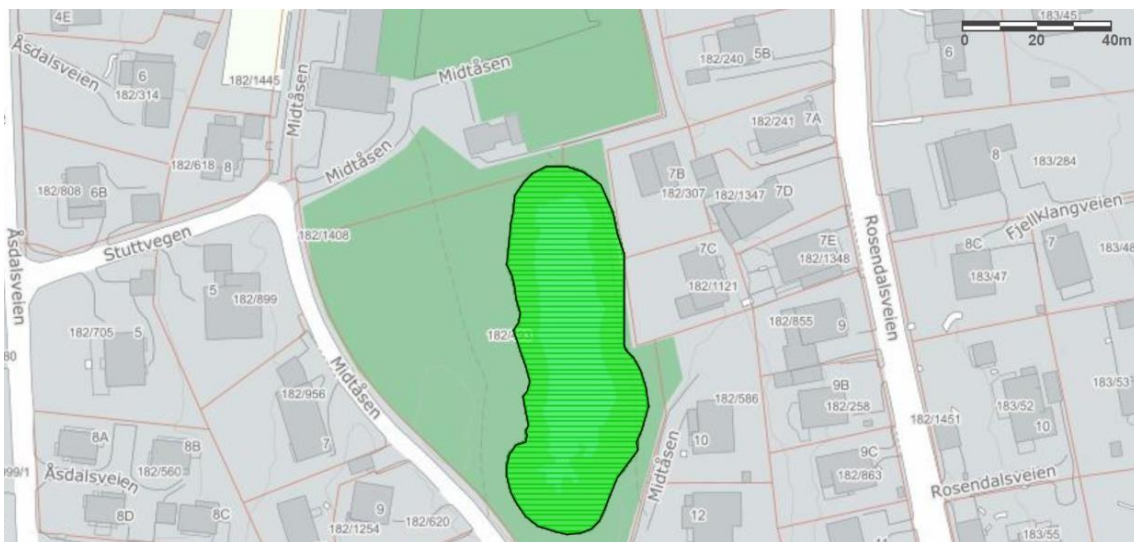 4E
183/45
0 20 40m
Åsdalsveien
6
182/314
182/1445
Midtåsen
5B
182/240
6
Midtåsen
182/241
7A
182/618
8
Midtåsen
8
183/284
182/808
6B
7B
182/307
182/1347
7D
Stuttvegen
182/1408
Rosendalsveien
Fjellklangveien
Åsdalsveien
5
182/899
7C
182/1121
7E
182/1348
8C
183/47
7
183/48
182/705
5
80
182/855
9
Midtåsen
182/956
7
9B
182/258
182/586
10
183/52
10
183/53
182/1451
8A
8B
182/560
999/1
Åsdalsveien
Midtåsen
9C
182/863
Rosendalsveien
8D
8C
9
182/620
182/1254
12
183/55